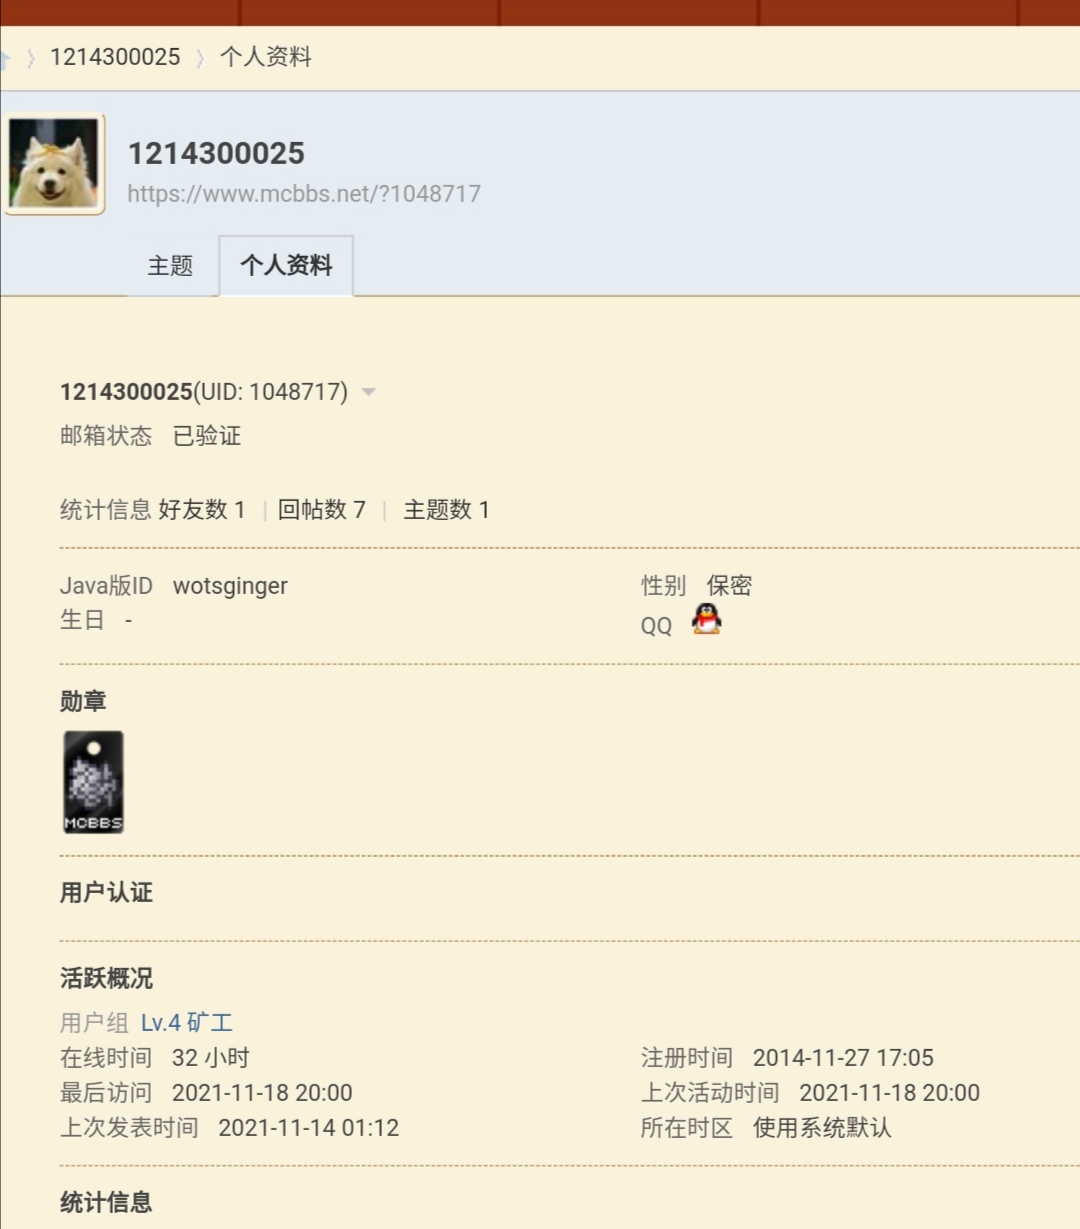 1214300025 〉 个人资料
1214300025
https://www.mcbbs.net/?1048717
主题 个人资料
1214300025(UID: 1048717)
邮箱状态 已验证
统计信息 好友数 1 | 回帖数 7 | 主题数 1
Java版ID wotsginger 性别 保密
生日 - QQ
勋章
MCBBS
用户认证
活跃概况
用户组 Lv.4 矿工
在线时间 32 小时 注册时间 2014-11-27 17:05
最后访问 2021-11-18 20:00 上次活动时间 2021-11-18 20:00
上次发表时间 2021-11-14 01:12 所在时区 使用系统默认
统计信息